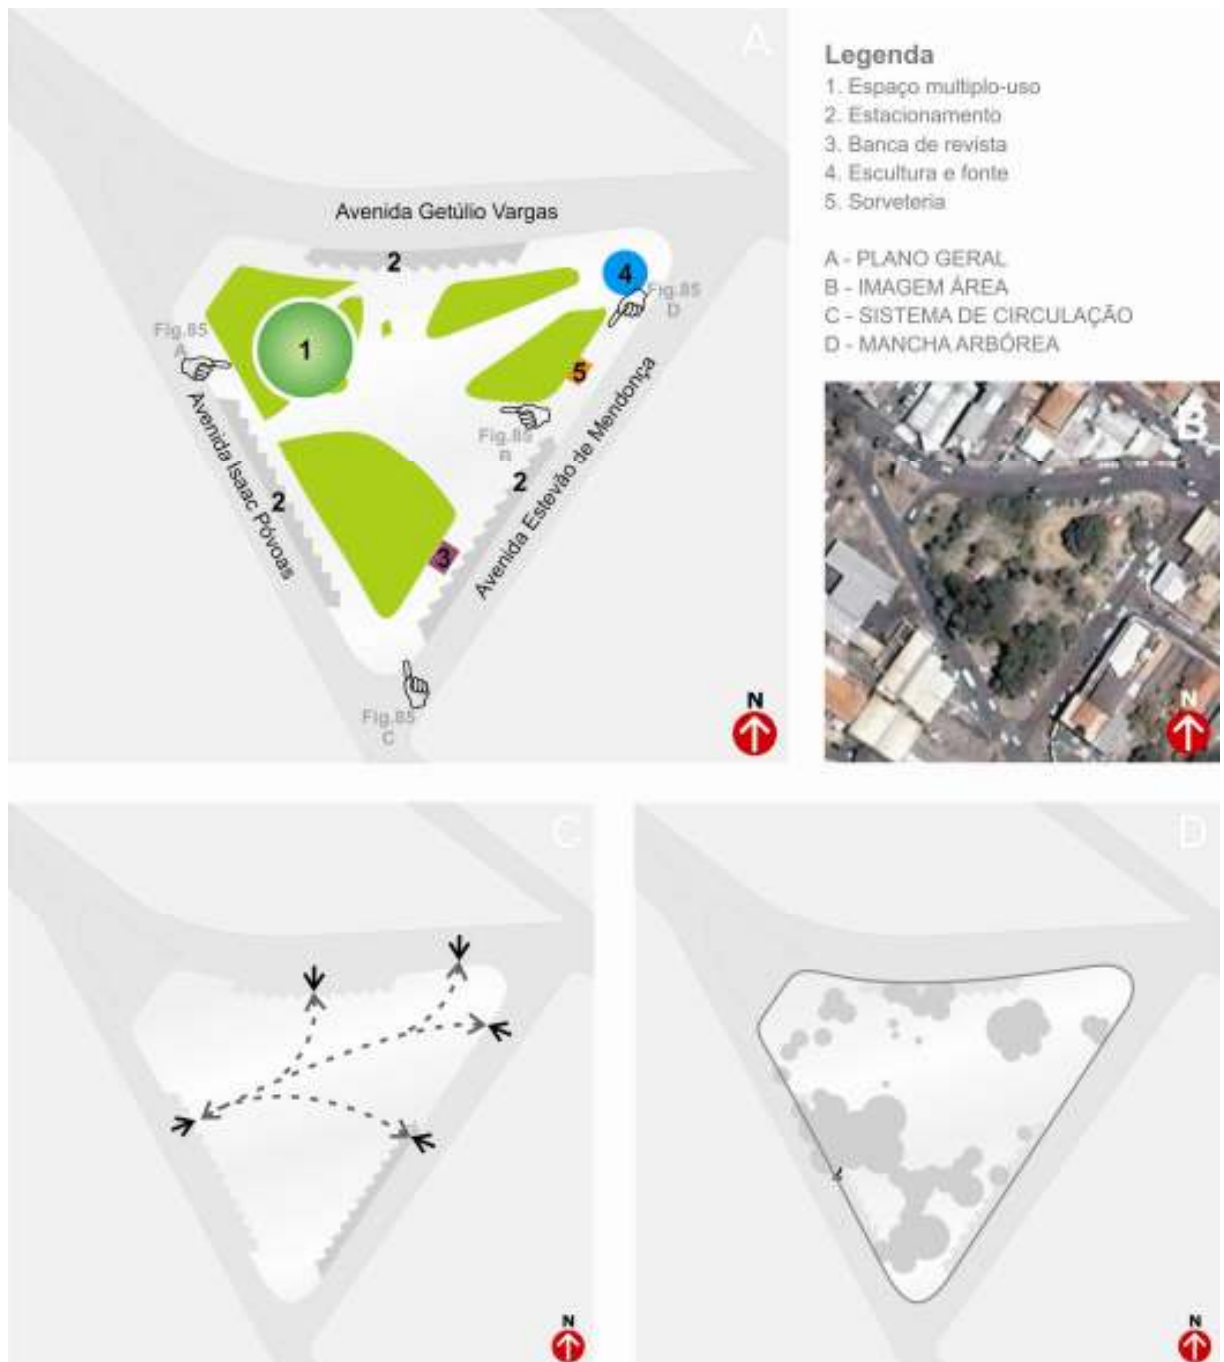 A
Legenda
1. Espaço multiplo-uso
2. Estacionamento
3. Banca de revista
4. Escultura e fonte
5. Sorveteria
A - PLANO GERAL
B - IMAGEM ÁREA
C - SISTEMA DE CIRCULAÇÃO
D - MANCHA ARBÓREA
Avenida Getúlio Vargas
2
4
Fig.85
D
Fig.85
A
1
5
Avenida Isaac Póvoas
Fig.85
B
2
2
Avenida Estevão de Mendonça
3
Fig.85
C
N
B
N
C
N
D
N